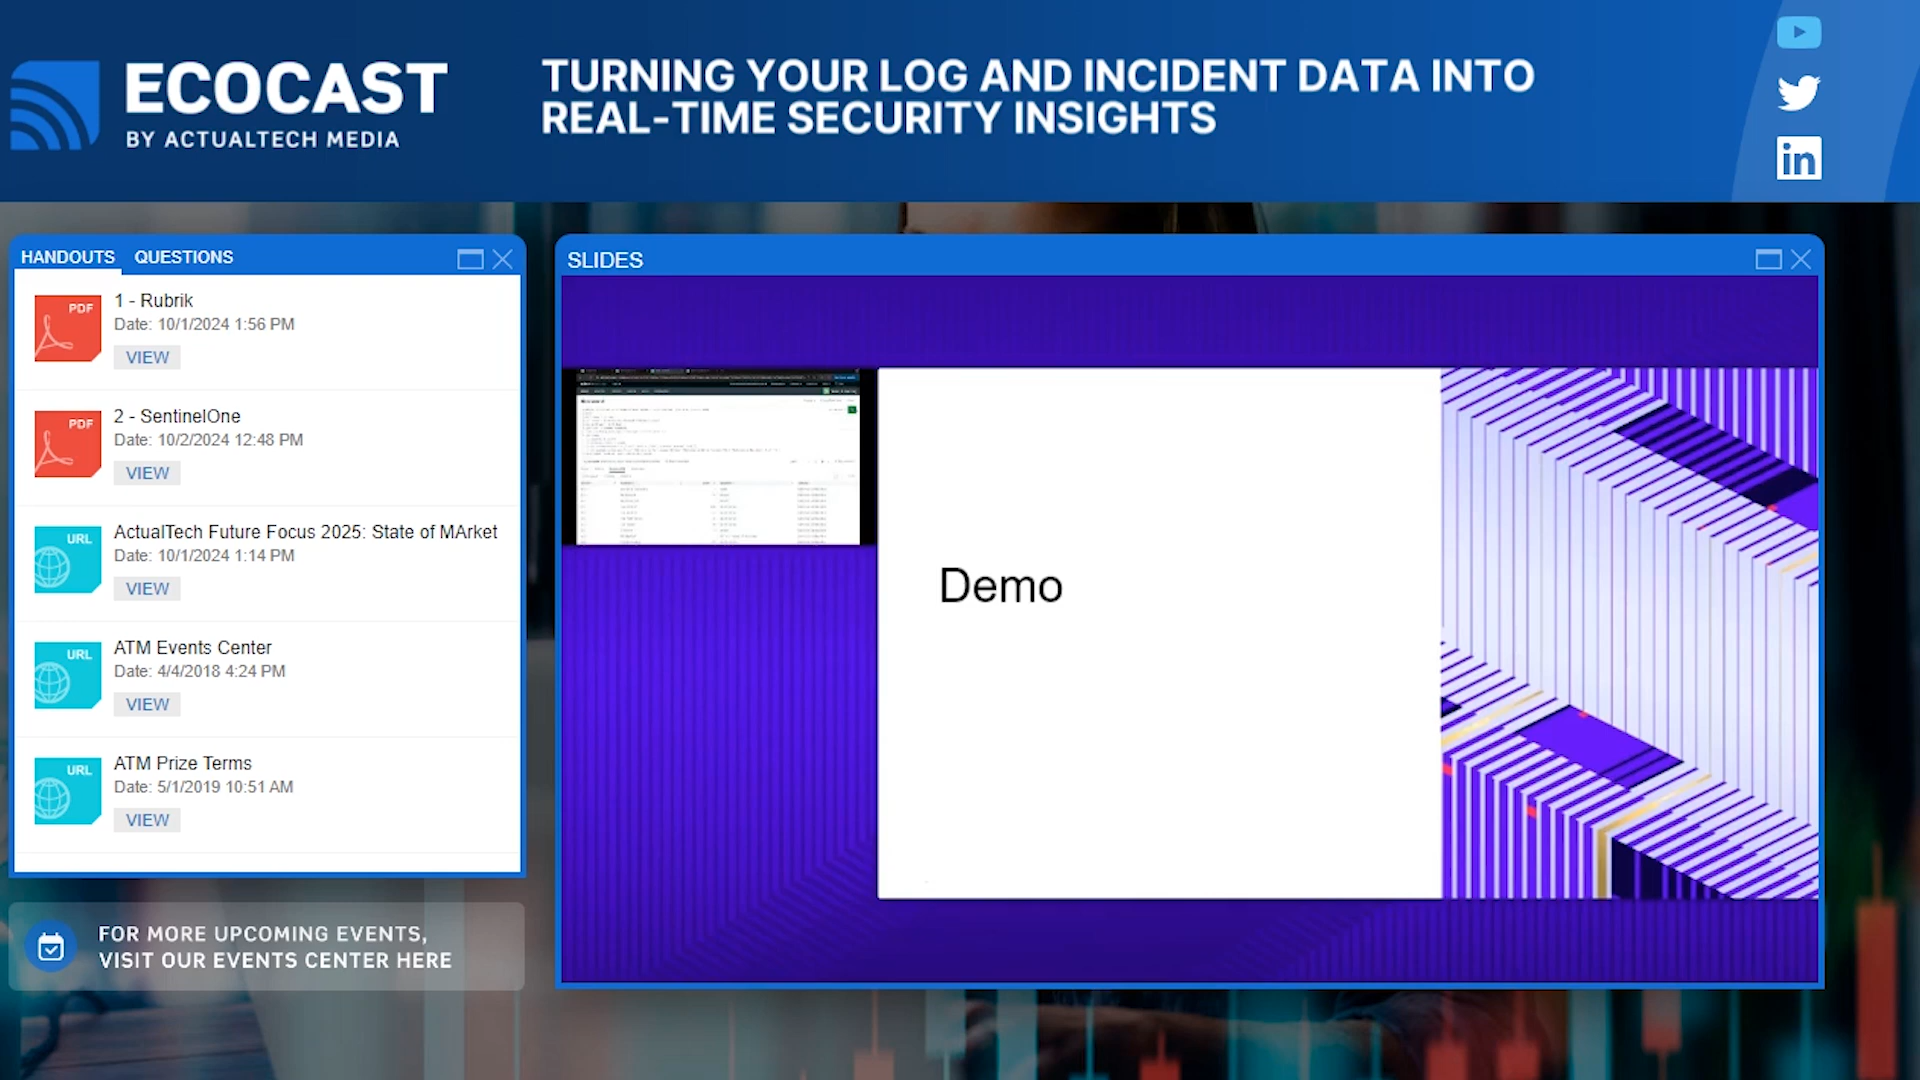 ECOCAST
BY ACTUALTECH MEDIA
TURNING YOUR LOG AND INCIDENT DATA INTO
REAL-TIME SECURITY INSIGHTS
in
HANDOUTS QUESTIONS
PDF
1 - Rubrik
Date: 10/1/2024 1:56 PM
VIEW
PDF
2 - SentinelOne
Date: 10/2/2024 12:48 PM
VIEW
URL
ActualTech Future Focus 2025: State of MArket
Date: 10/1/2024 1:14 PM
VIEW
URL
ATM Events Center
Date: 4/4/2018 4:24 PM
VIEW
URL
ATM Prize Terms
Date: 5/1/2019 10:51 AM
VIEW
FOR MORE UPCOMING EVENTS,
VISIT OUR EVENTS CENTER HERE
SLIDES
Demo